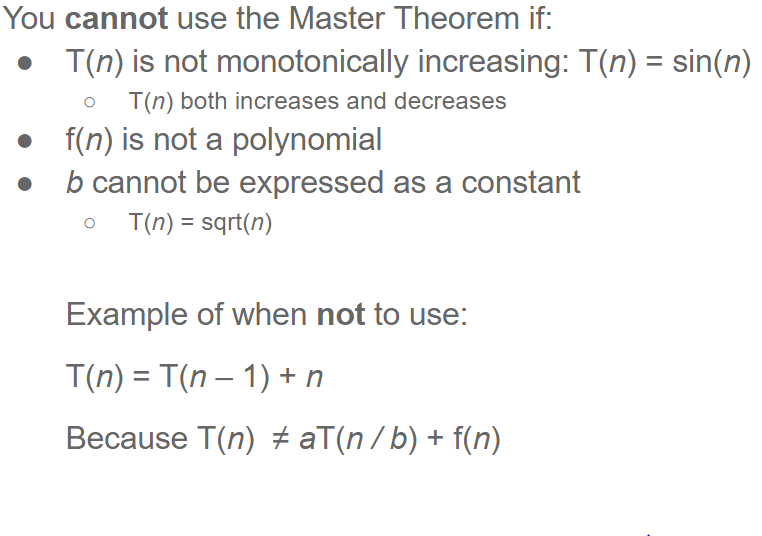 You cannot use the Master Theorem if:
● T(n) is not monotonically increasing: T(n) = sin(n)
○ T(n) both increases and decreases
● f(n) is not a polynomial
● b cannot be expressed as a constant
○ T(n) = sqrt(n)
Example of when not to use:
T(n) = T(n – 1) + n
Because T(n) ≠ aT(n / b) + f(n)